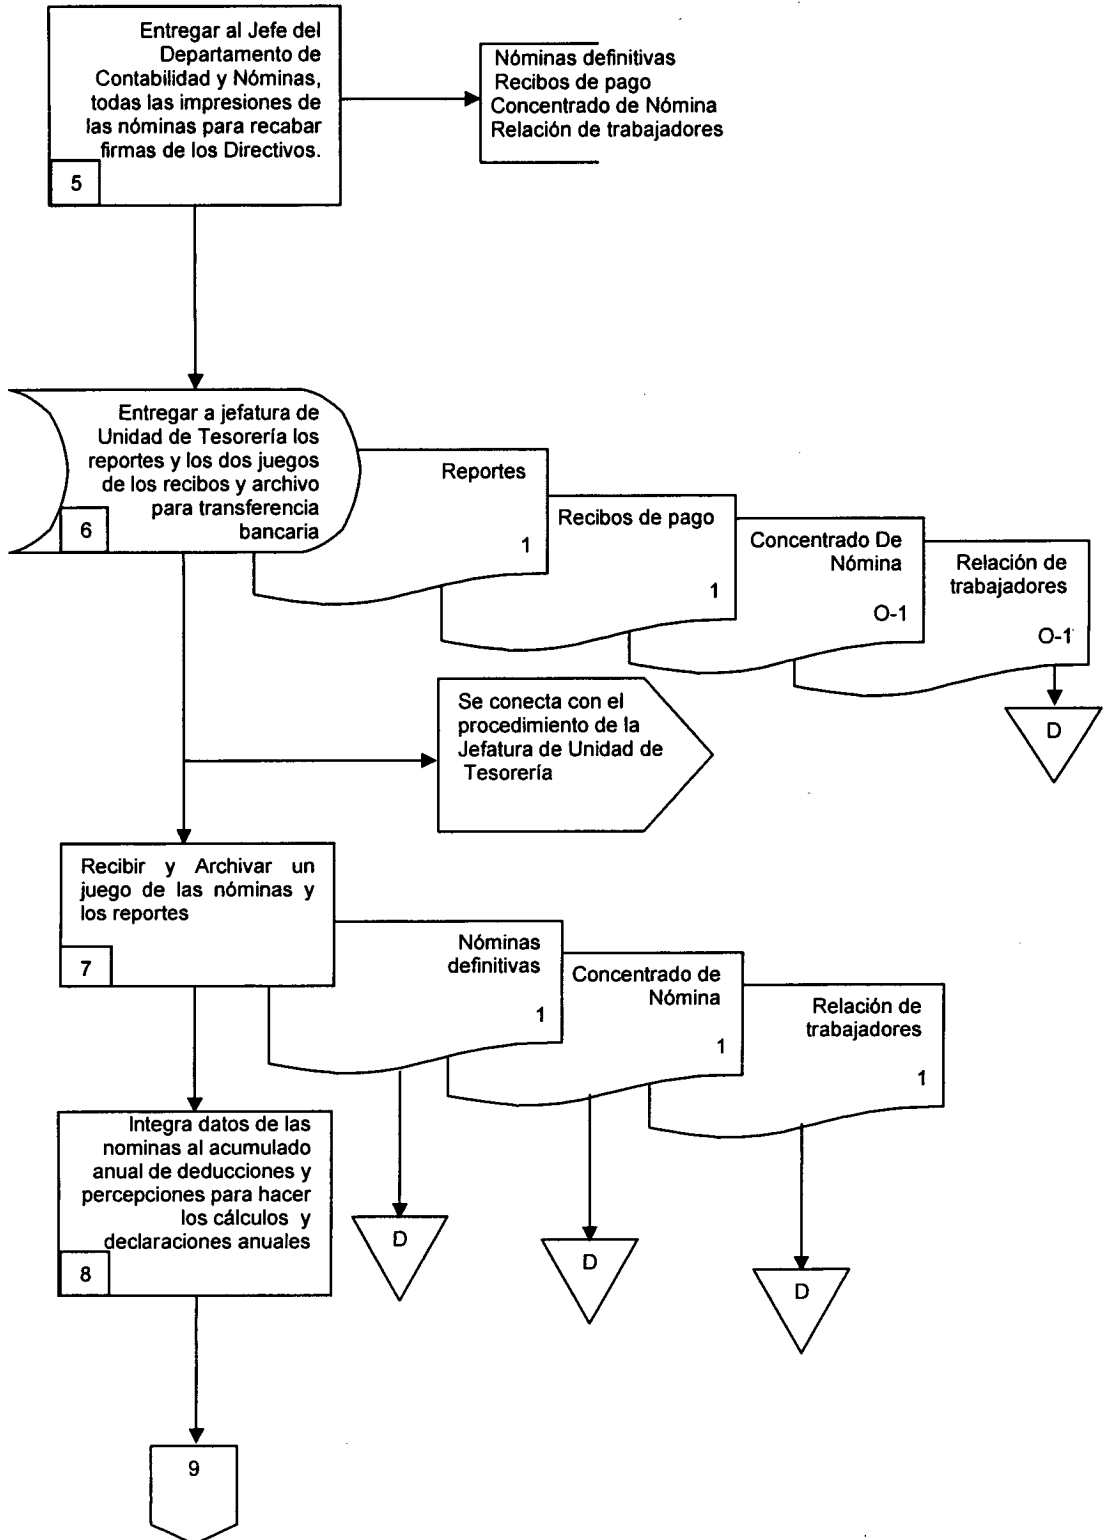 Entregar al Jefe del
Departamento de
Contabilidad y Nóminas,
todas las impresiones de
las nóminas para recabar
firmas de los Directivos.
5
Nóminas definitivas
Recibos de pago
Concentrado de Nómina
Relación de trabajadores
Entregar a jefatura de
Unidad de Tesorería los
reportes y los dos juegos
de los recibos y archivo
para transferencia
bancaria
6
Reportes
1
Recibos de pago
1
Concentrado De
Nómina
O-1
Relación de
trabajadores
O-1
D
Se conecta con el
procedimiento de la
Jefatura de Unidad de
Tesorería
Recibir y Archivar un
juego de las nóminas y
los reportes
7
Nóminas
definitivas
1
Concentrado de
Nómina
1
Relación de
trabajadores
1
D
D
D
Integra datos de las
nominas al acumulado
anual de deducciones y
percepciones para hacer
los cálculos y
declaraciones anuales
8
9